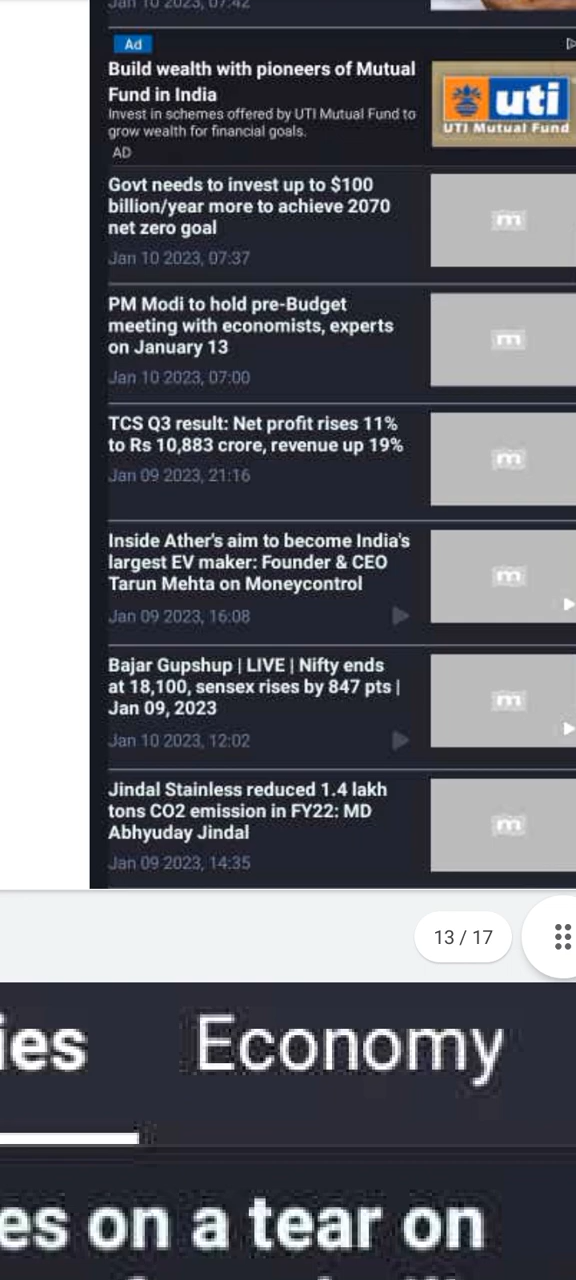 Jan 10 2023, 07:42
Ad
Build wealth with pioneers of Mutual
Fund in India
Invest in schemes offered by UTI Mutual Fund to
grow wealth for financial goals.
AD
uti
UTI Mutual Fund
Govt needs to invest up to $100
billion/year more to achieve 2070
net zero goal
Jan 10 2023, 07:37
m
PM Modi to hold pre-Budget
meeting with economists, experts
on January 13
Jan 10 2023, 07:00
m
TCS Q3 result: Net profit rises 11%
to Rs 10,883 crore, revenue up 19%
Jan 09 2023, 21:16
m
Inside Ather's aim to become India's
largest EV maker: Founder & CEO
Tarun Mehta on Moneycontrol
Jan 09 2023, 16:08
m
Bajar Gupshup | LIVE | Nifty ends
at 18,100, sensex rises by 847 pts |
Jan 09, 2023
Jan 10 2023, 12:02
m
Jindal Stainless reduced 1.4 lakh
tons CO2 emission in FY22: MD
Abhyuday Jindal
Jan 09 2023, 14:35
m
13 / 17
ies Economy
es on a tear on